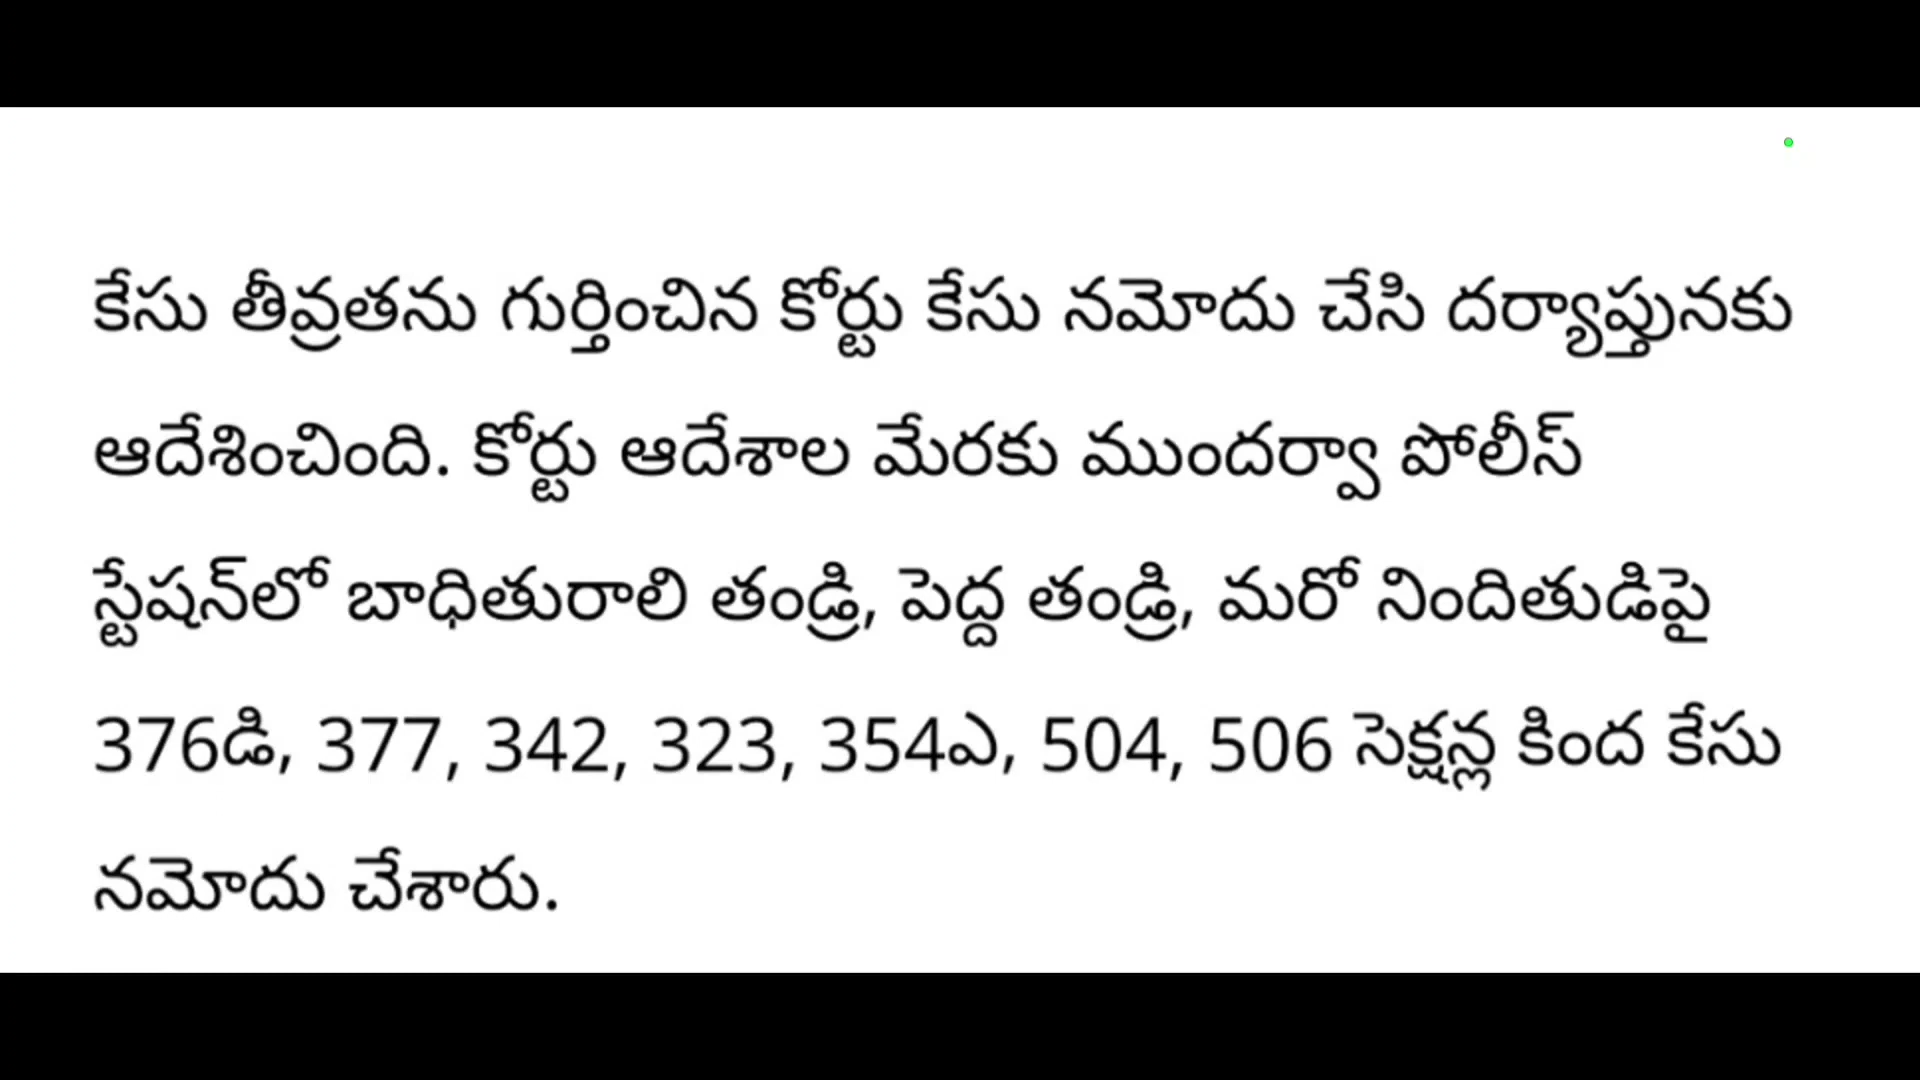 కేసు తీవ్రతను గుర్తించిన కోర్టు కేసు నమోదు చేసి దర్యాప్తునకు
ఆదేశించింది. కోర్టు ఆదేశాల మేరకు ముందర్వా పోలీస్
స్టేషన్‌లో బాధితురాలి తండ్రి, పెద్ద తండ్రి, మరో నిందితుడిపై
376డి, 377, 342, 323, 354ఎ, 504, 506 సెక్షన్ల కింద కేసు
నమోదు చేశారు.